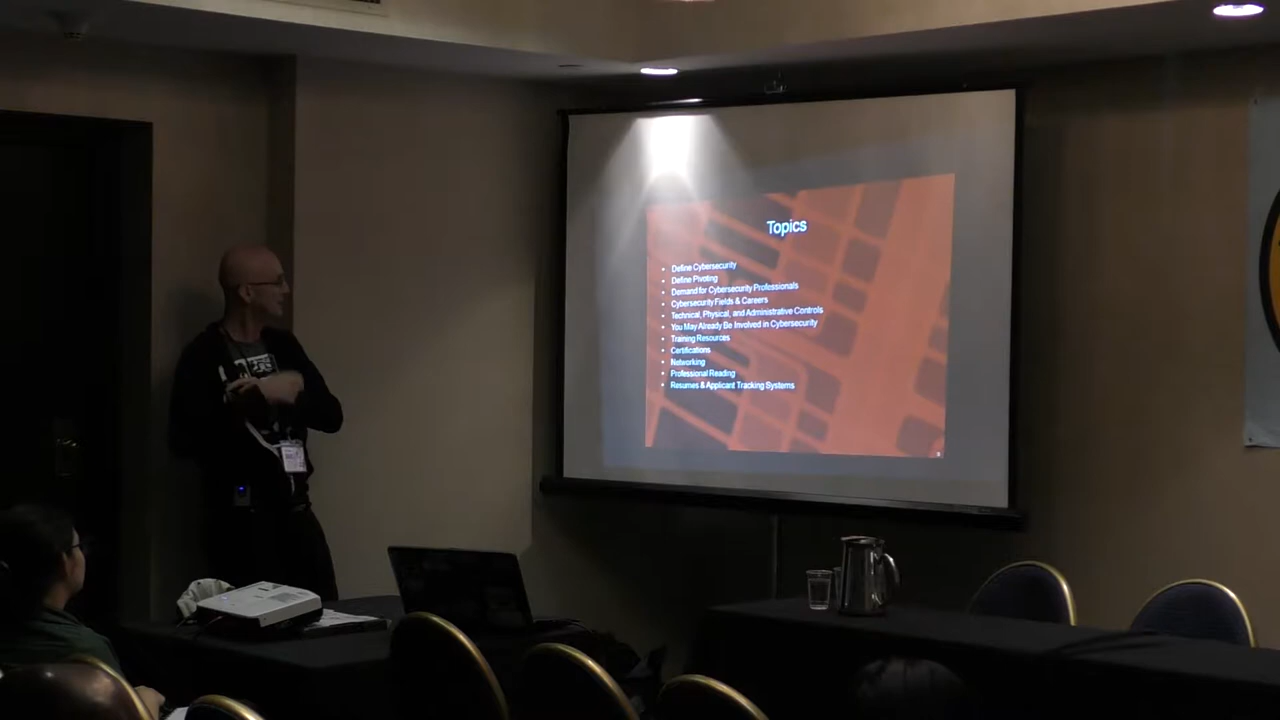 Topics
• Define Cybersecurity
• Define Pivoting
• Demand for Cybersecurity Professionals
• Cybersecurity Fields & Careers
• Technical, Physical, and Administrative Controls
• You May Already Be Involved in Cybersecurity
• Training Resources
• Certifications
• Networking
• Professional Reading
• Resumes & Applicant Tracking Systems